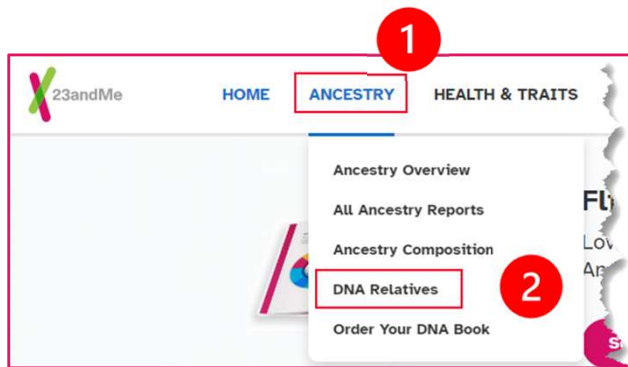 1
23andMe
HOME ANCESTRY HEALTH & TRAITS
Ancestry Overview
All Ancestry Reports
Ancestry Composition
DNA Relatives
2
Order Your DNA Book